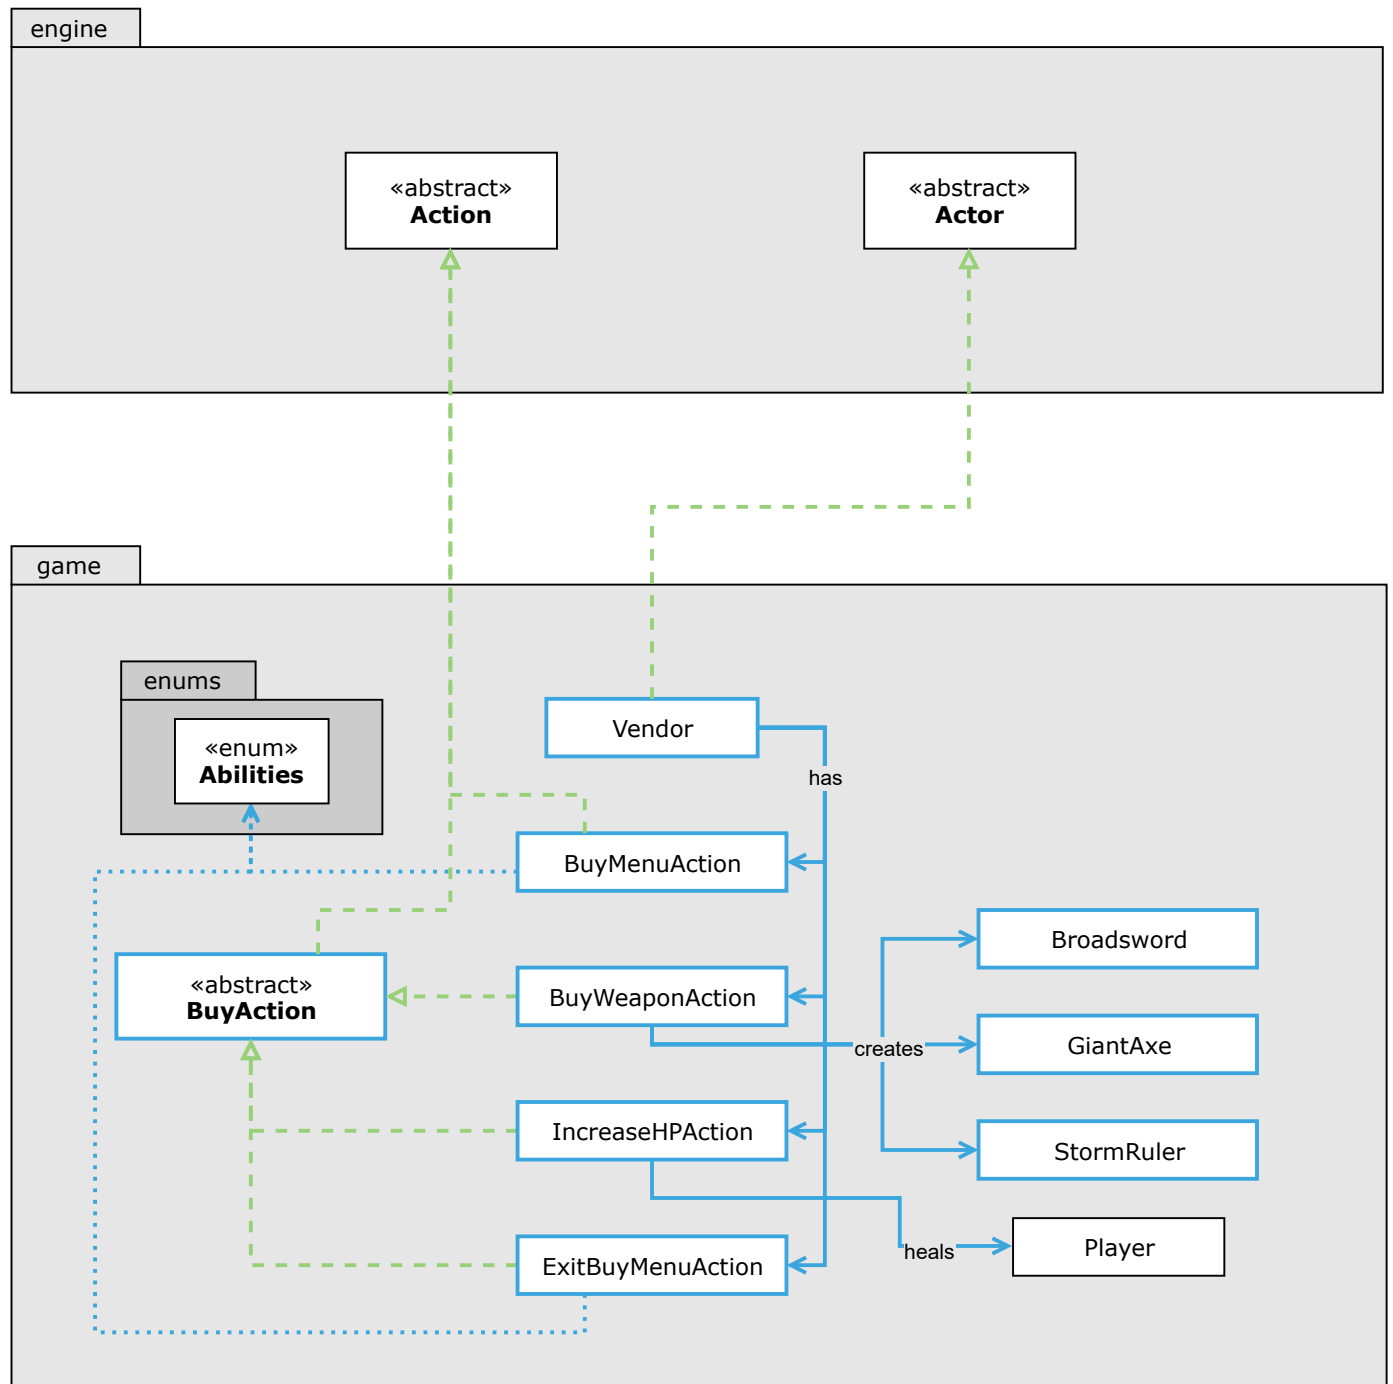 engine
«abstract»
Action
«abstract»
Actor
game
enums
«enum»
Abilities
Vendor
has
BuyMenuAction
Broadsword
«abstract»
BuyAction
BuyWeaponAction
creates
GiantAxe
IncreaseHPAction
StormRuler
heals
Player
ExitBuyMenuAction